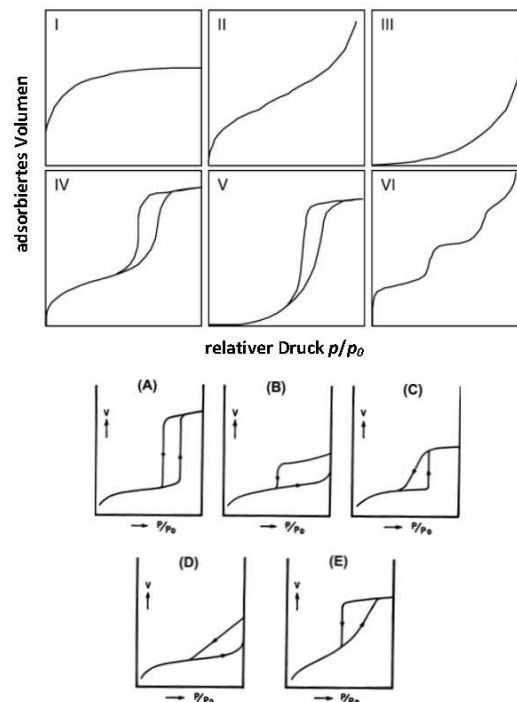 I
II
III
adsorbiertes Volumen
IV
V
VI
relativer Druck p/p₀
(A)
(B)
(C)
V
V
V
P/P₀
P/P₀
P/P₀
(D)
(E)
V
V
P/P₀
P/P₀